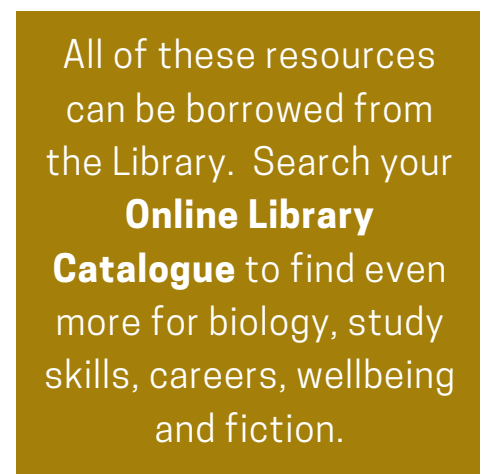 All of these resources
can be borrowed from
the Library.  Search your
Online Library
Catalogue to find even
more for biology, study
skills, careers, wellbeing
and fiction.